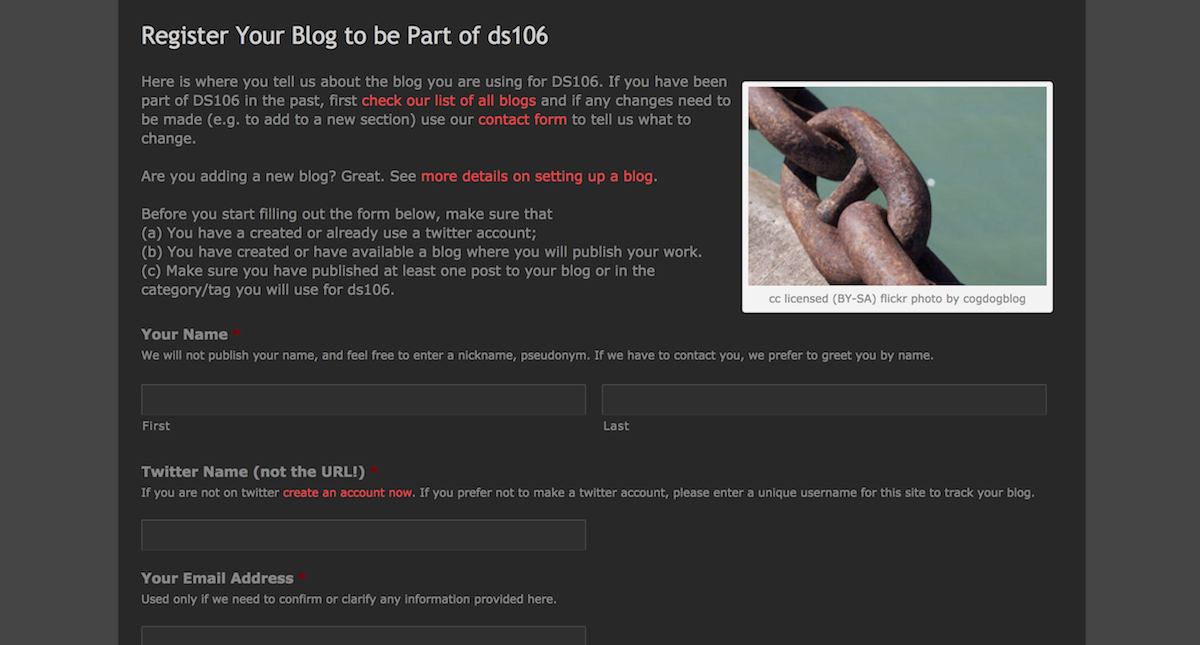 Register Your Blog to be Part of ds106
Here is where you tell us about the blog you are using for DS106. If you have been
part of DS106 in the past, first check our list of all blogs and if any changes need to
be made (e.g. to add to a new section) use our contact form to tell us what to
change.
Are you adding a new blog? Great. See more details on setting up a blog.
Before you start filling out the form below, make sure that
(a) You have a created or already use a twitter account;
(b) You have created or have available a blog where you will publish your work.
(c) Make sure you have published at least one post to your blog or in the
category/tag you will use for ds106.
cc licensed (BY-SA) flickr photo by cogdogblog
Your Name *
We will not publish your name, and feel free to enter a nickname, pseudonym. If we have to contact you, we prefer to greet you by name.
First
Last
Twitter Name (not the URL!) *
If you are not on twitter create an account now. If you prefer not to make a twitter account, please enter a unique username for this site to track your blog.
Your Email Address *
Used only if we need to confirm or clarify any information provided here.